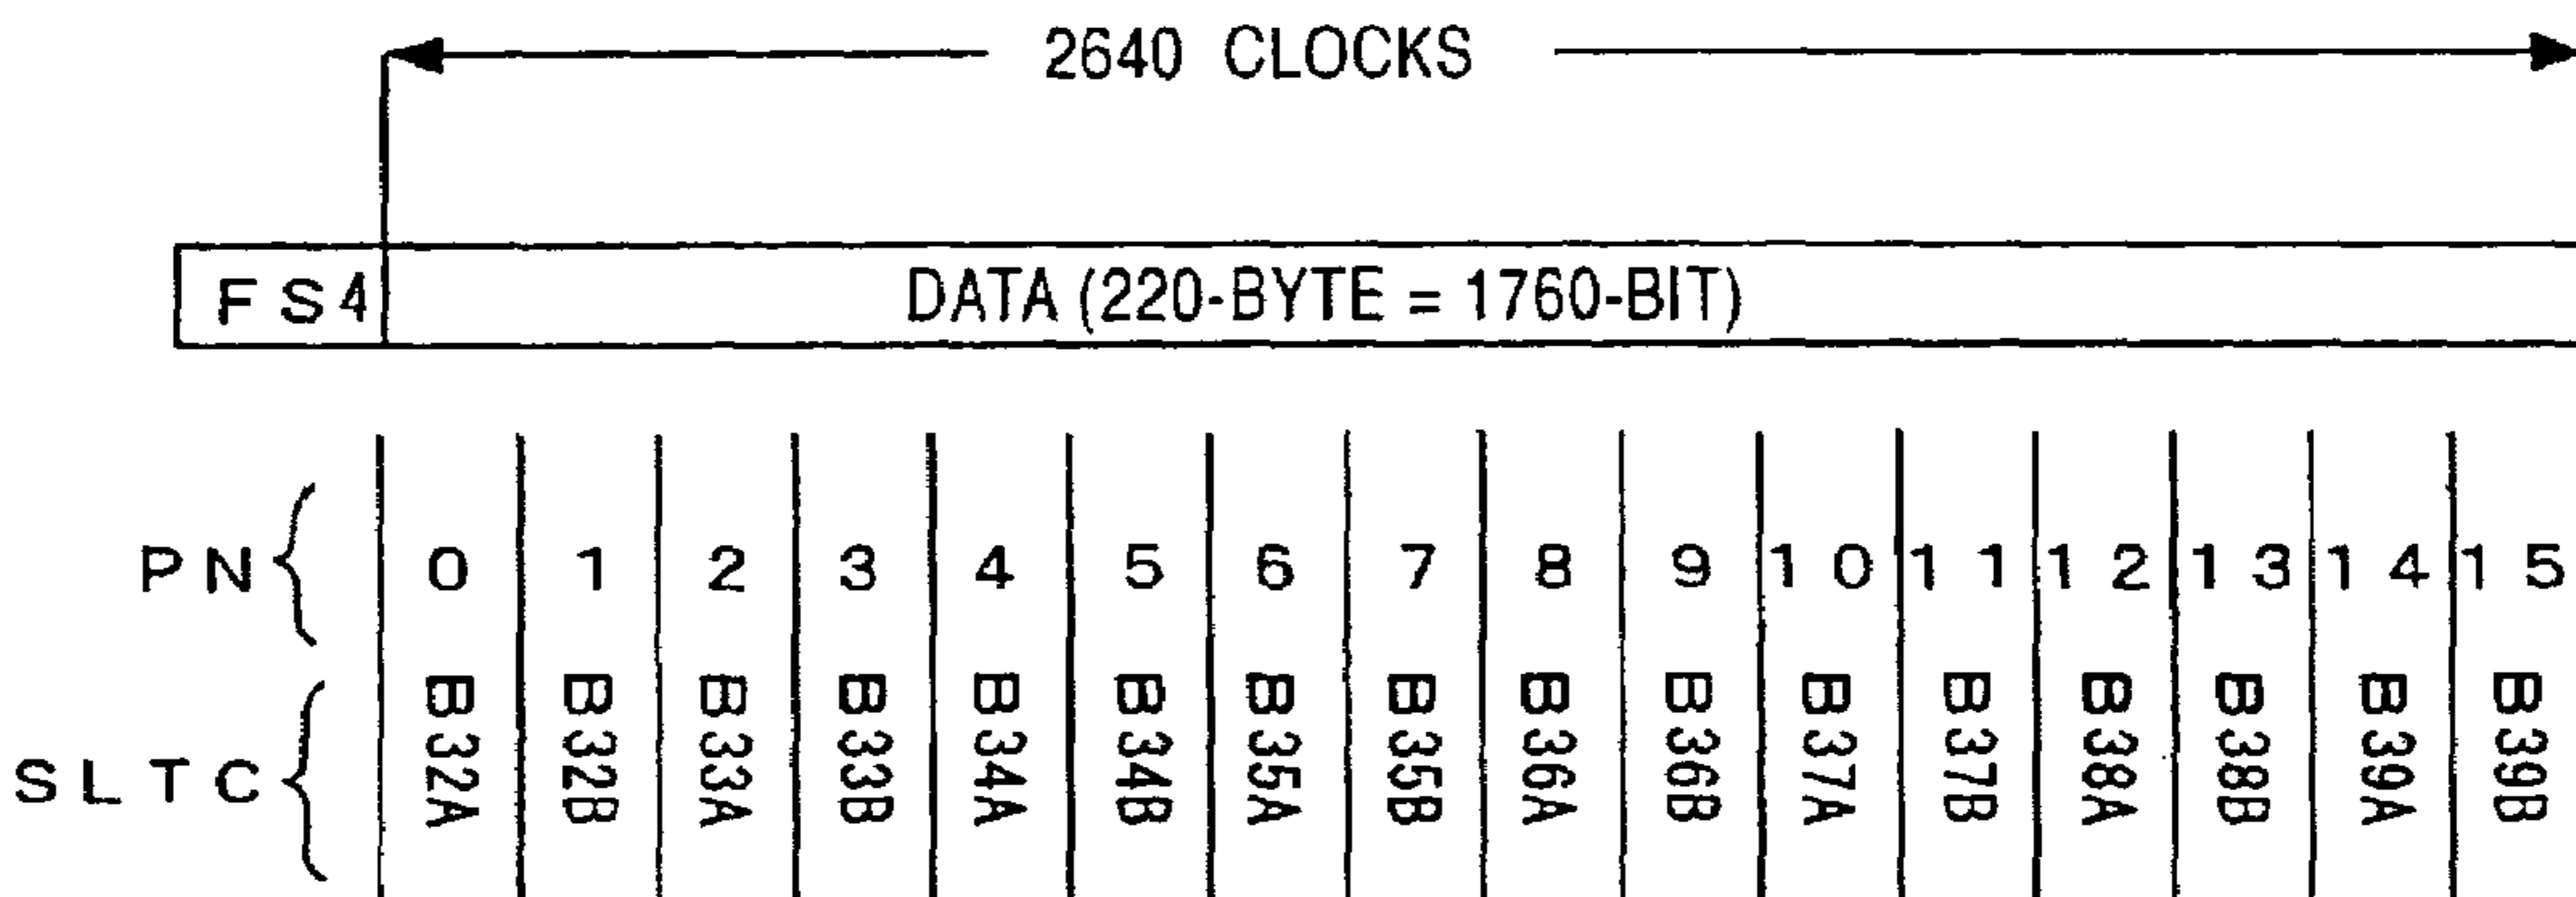 2640 CLOCKS
FS4 DATA (220-BYTE = 1760-BIT)
PN 0 1 2 3 4 5 6 7 8 9 10 11 12 13 14 15
SLTC B32A B32B B33A B33B B34A B34B B35A B35B B36A B36B B37A B37B B38A B38B B39A B39B